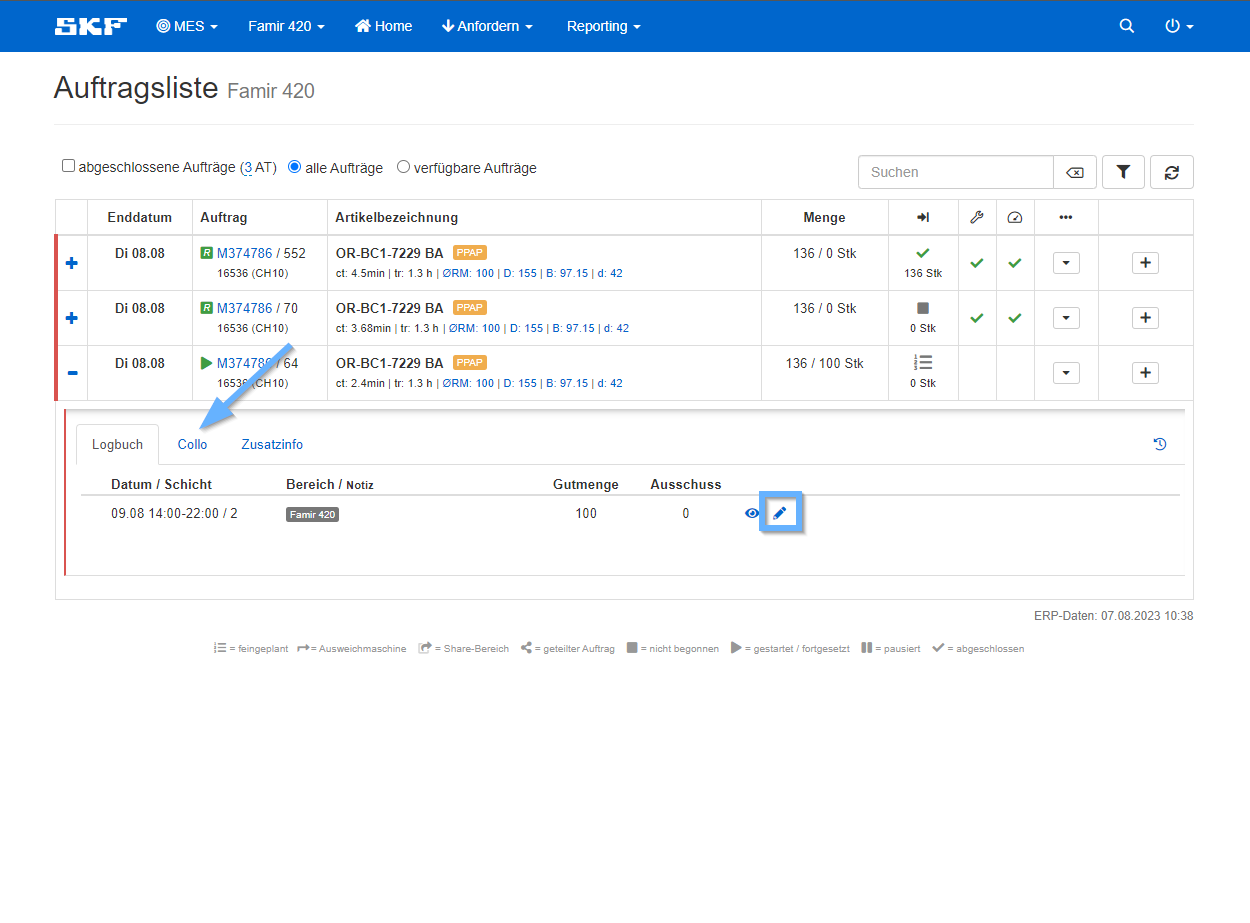 SKF MES Famir 420 Home Anfordern Reporting
Auftragsliste Famir 420
abgeschlossene Aufträge (3 AT) alle Aufträge verfügbare Aufträge Suchen
Enddatum Auftrag Artikelbezeichnung Menge
Di 08.08 R M374786 / 552 OR-BC1-7229 BA PPAP 136 / 0 Stk
16536 (CH10) ct: 4.5min | tr: 1.3 h | ØRM: 100 | D: 155 | B: 97.15 | d: 42 136 Stk
Di 08.08 R M374786 / 70 OR-BC1-7229 BA PPAP 136 / 0 Stk
16536 (CH10) ct: 3.68min | tr: 1.3 h | ØRM: 100 | D: 155 | B: 97.15 | d: 42 0 Stk
Di 08.08 M374786 / 64 OR-BC1-7229 BA PPAP 136 / 100 Stk
16536 (CH10) ct: 2.4min | tr: 1.3 h | ØRM: 100 | D: 155 | B: 97.15 | d: 42 0 Stk
Logbuch Collo Zusatzinfo
Datum / Schicht Bereich / Notiz Gutmenge Ausschuss
09.08 14:00-22:00 / 2 Famir 420 100 0
ERP-Daten: 07.08.2023 10:38
= feingeplant = Ausweichmaschine = Share-Bereich = geteilter Auftrag = nicht begonnen = gestartet / fortgesetzt = pausiert = abgeschlossen